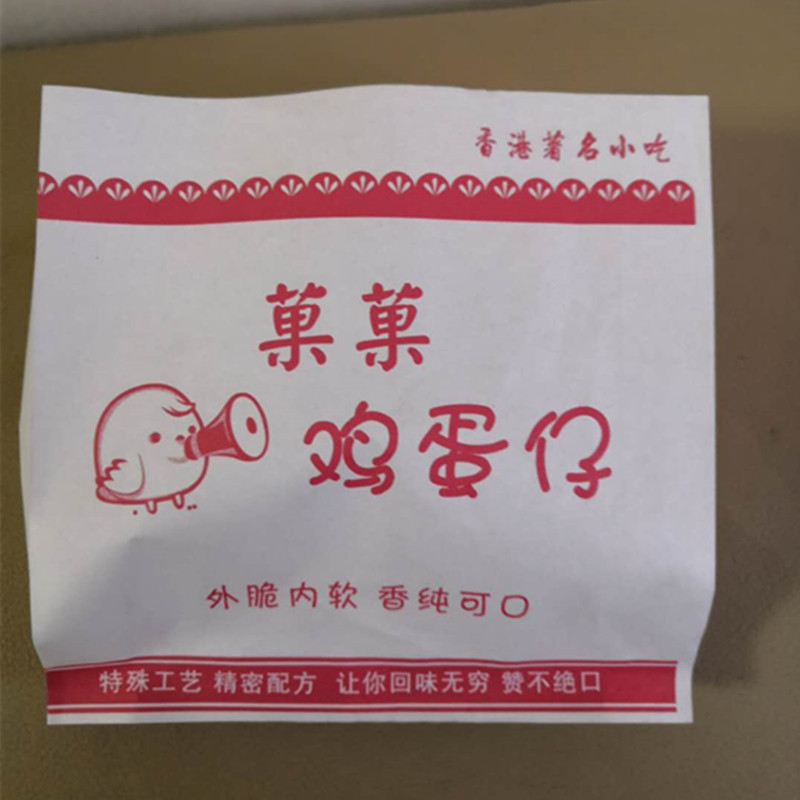 香港著名小吃
菓菓
鸡蛋仔
外脆内软 香纯可口
特殊工艺 精密配方 让你回味无穷 赞不绝口